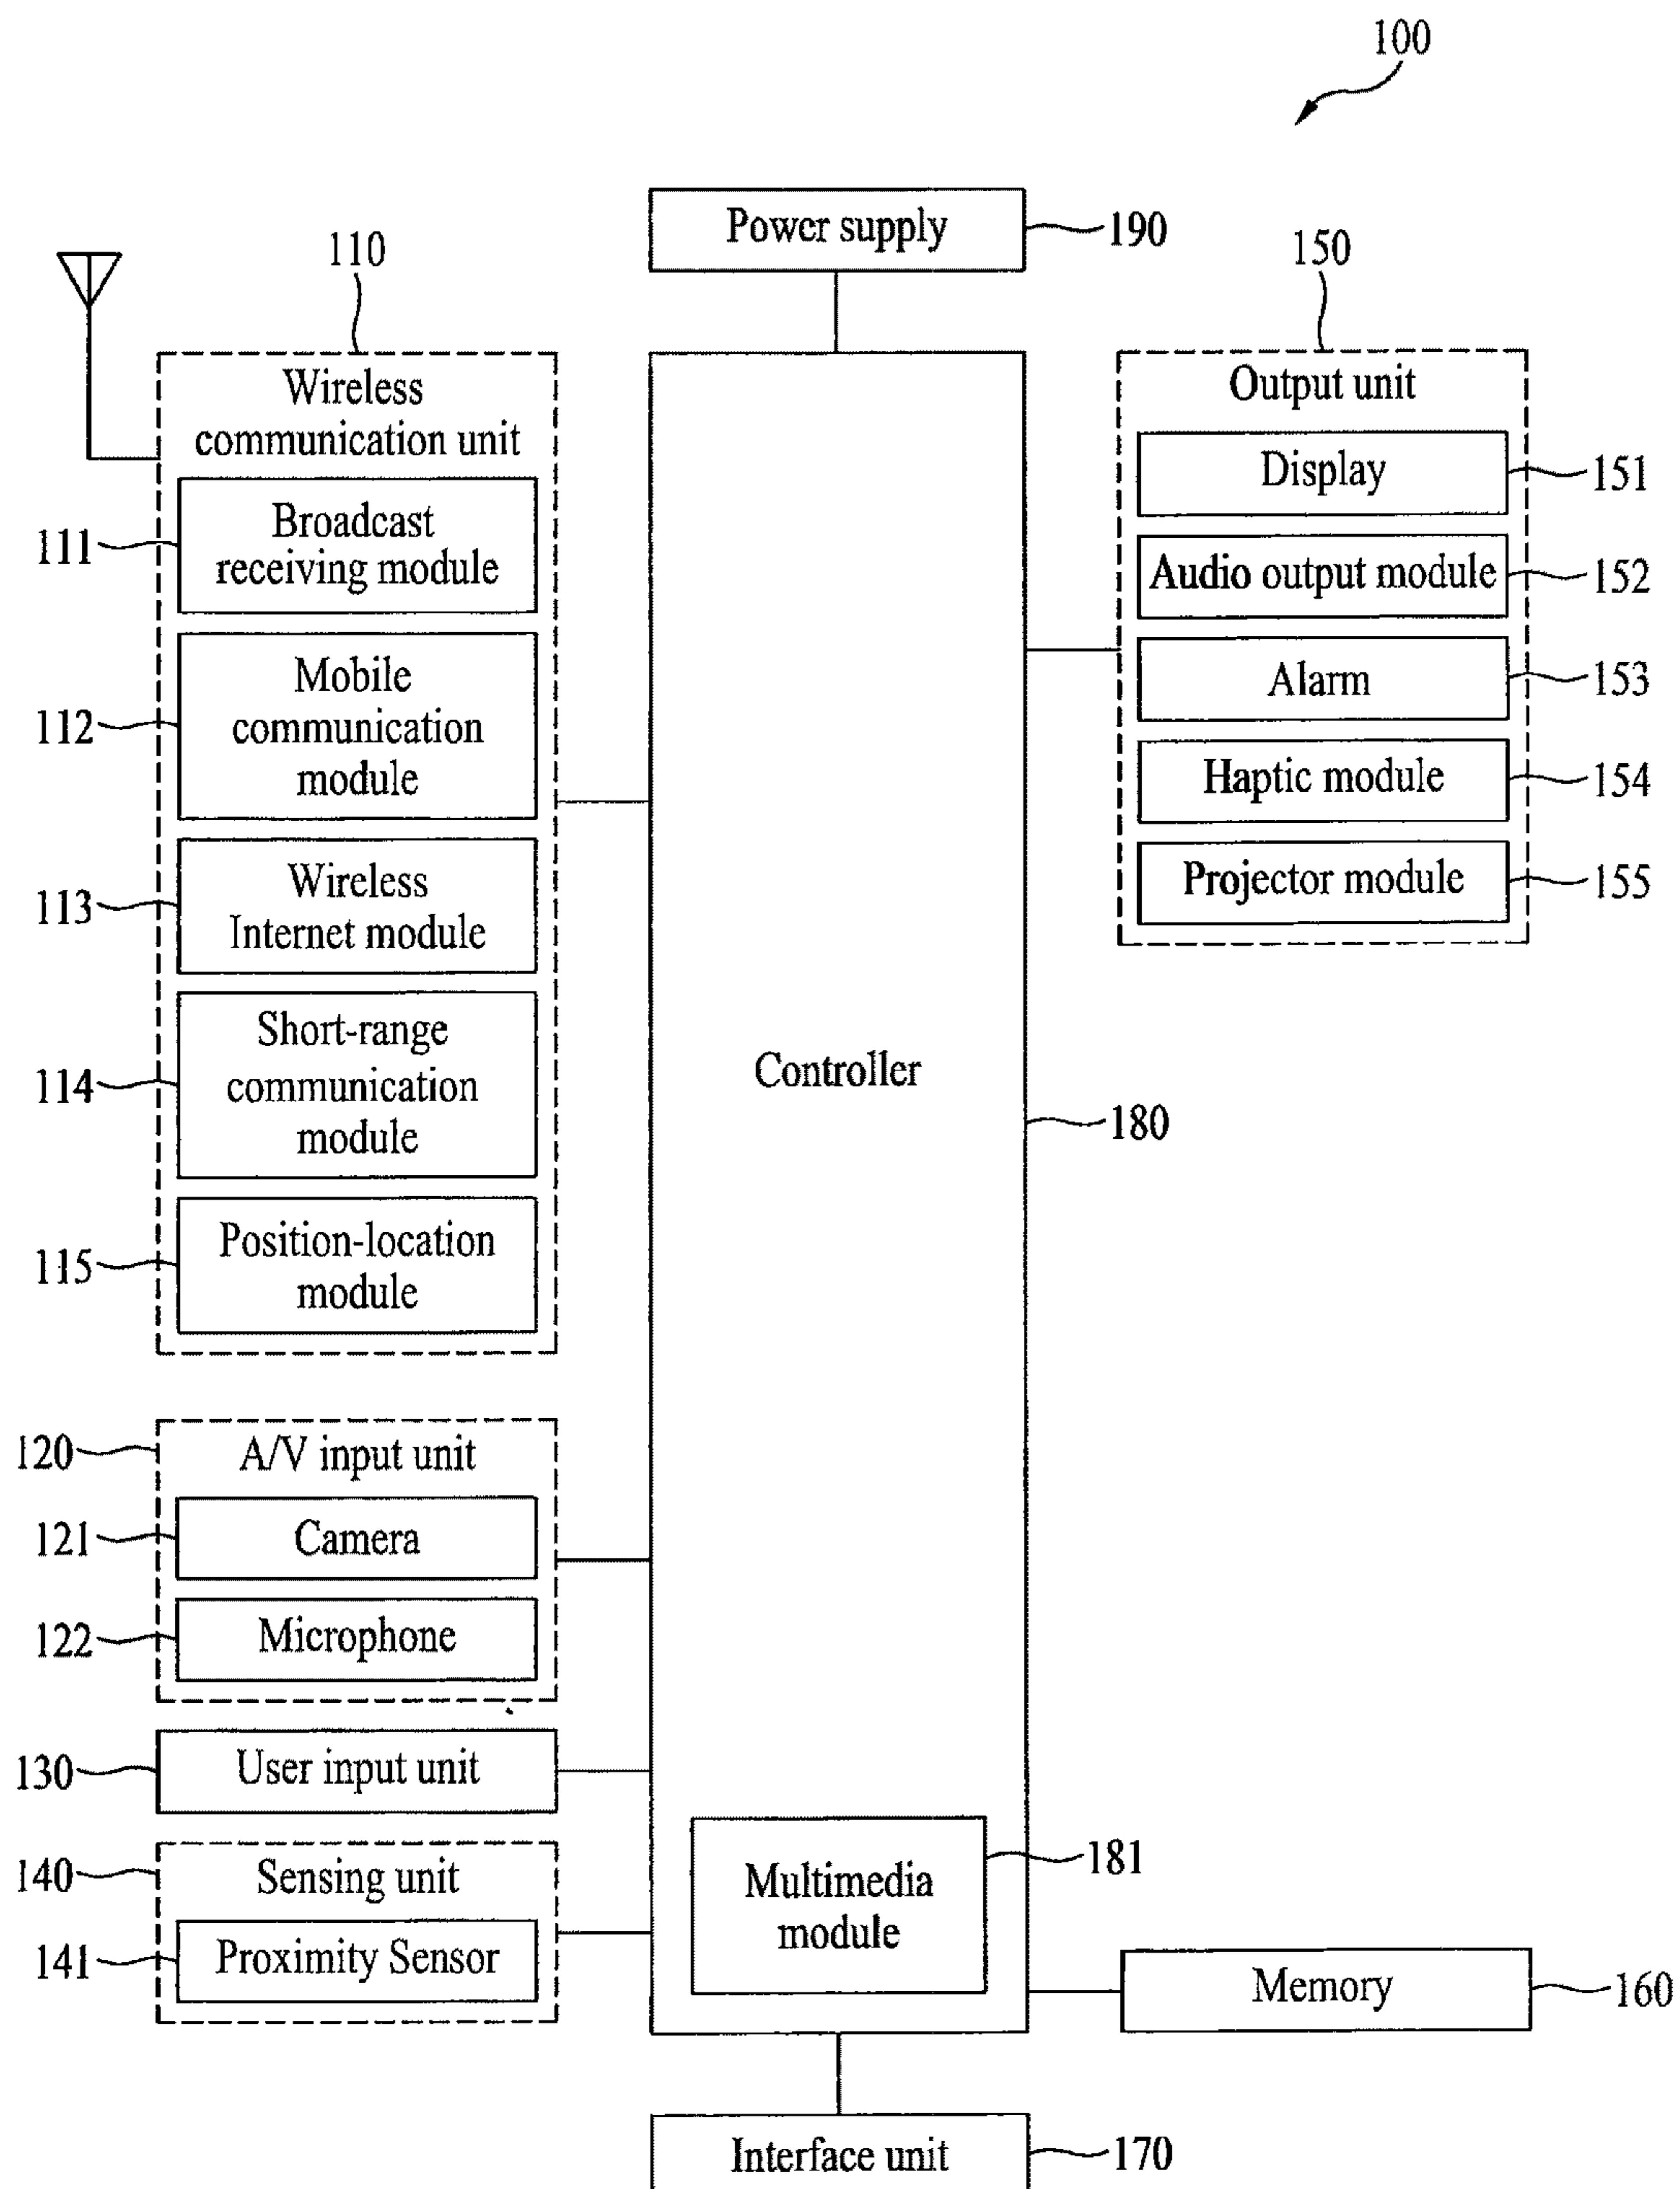 100
Power supply
190
110
Wireless
communication unit
111
Broadcast
receiving module
112
Mobile
communication
module
113
Wireless
Internet module
114
Short-range
communication
module
115
Position-location
module
120
A/V input unit
121
Camera
122
Microphone
130
User input unit
140
Sensing unit
141
Proximity Sensor
Controller
180
Multimedia
module
181
150
Output unit
Display
151
Audio output module
152
Alarm
153
Haptic module
154
Projector module
155
Memory
160
Interface unit
170